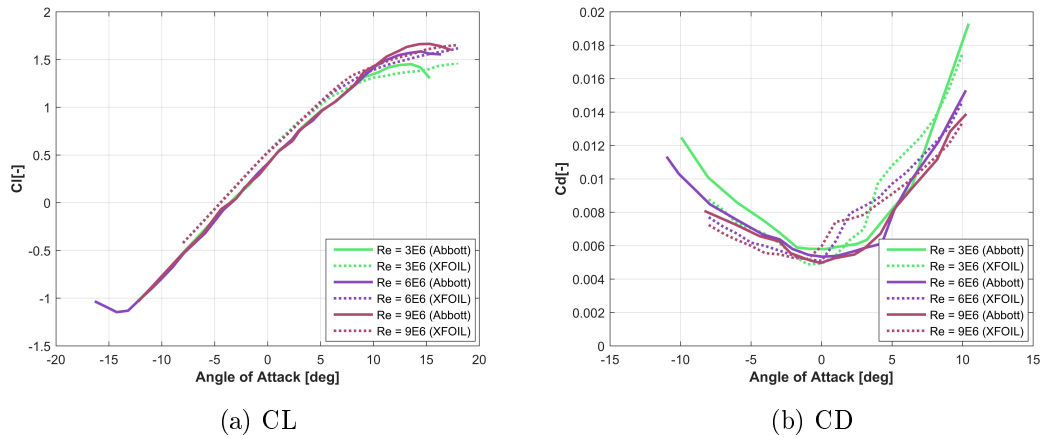 2
1.5
1
0.5
0
-0.5
-1
-1.5
Cl[-]
-20 -15 -10 -5 0 5 10 15 20
Angle of Attack [deg]
Re = 3E6 (Abbott)
Re = 3E6 (XFOIL)
Re = 6E6 (Abbott)
Re = 6E6 (XFOIL)
Re = 9E6 (Abbott)
Re = 9E6 (XFOIL)
(a) CL
0.02
0.018
0.016
0.014
0.012
0.01
0.008
0.006
0.004
0.002
0
Cd[-]
-15 -10 -5 0 5 10 15
Angle of Attack [deg]
Re = 3E6 (Abbott)
Re = 3E6 (XFOIL)
Re = 6E6 (Abbott)
Re = 6E6 (XFOIL)
Re = 9E6 (Abbott)
Re = 9E6 (XFOIL)
(b) CD